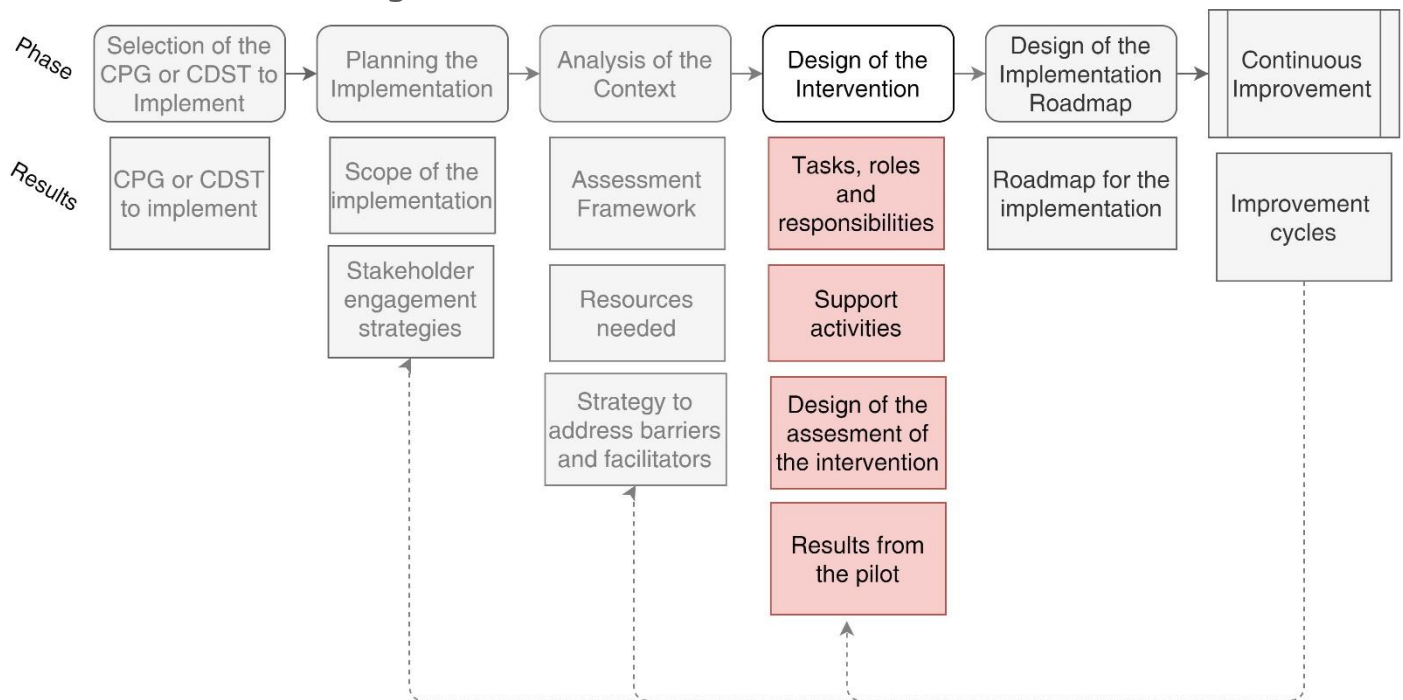 Phase
Selection of the
CPG or CDST to
Implement
Planning the
Implementation
Analysis of the
Context
Design of the
Intervention
Design of the
Implementation
Roadmap
Continuous
Improvement
Results
CPG or CDST
to implement
Scope of the
implementation
Assessment
Framework
Tasks, roles
and
responsibilities
Roadmap for the
implementation
Improvement
cycles
Stakeholder
engagement
strategies
Resources
needed
Support
activities
Strategy to
address barriers
and facilitators
Design of the
assesment of
the intervention
Results from
the pilot